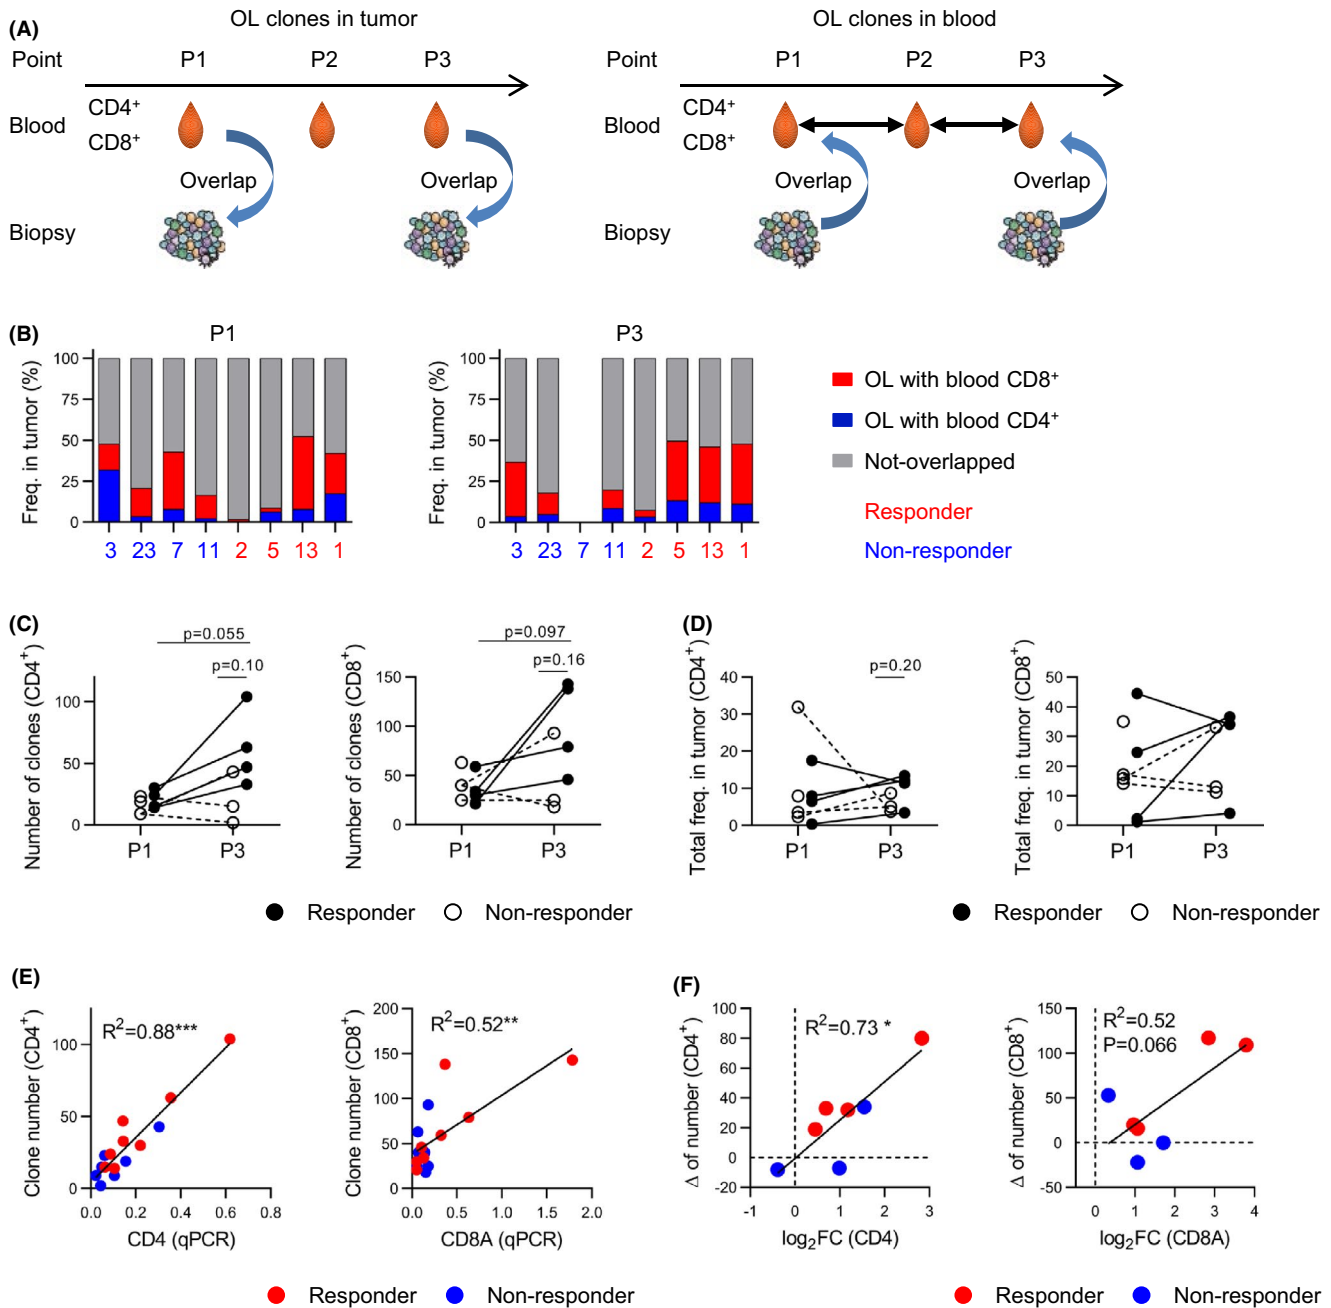 (A)
OL clones in tumor
OL clones in blood
Point P1 P2 P3
Point P1 P2 P3
Blood CD4+ CD8+
Blood CD4+ CD8+
Overlap Overlap
Overlap Overlap
Biopsy
Biopsy
(B)
P1
P3
Freq. in tumor (%)
100
75
50
25
0
3 23 7 11 2 5 13 1
Freq. in tumor (%)
100
75
50
25
0
3 23 7 11 2 5 13 1
OL with blood CD8+
OL with blood CD4+
Not-overlapped
Responder
Non-responder
(C)
Number of clones (CD4+)
p=0.055
p=0.10
100
50
0
P1 P3
Number of clones (CD8+)
p=0.097
p=0.16
150
100
50
0
P1 P3
Responder Non-responder
(D)
Total freq. in tumor (CD4+)
p=0.20
40
30
20
10
0
P1 P3
Total freq. in tumor (CD8+)
50
40
30
20
10
0
P1 P3
Responder Non-responder
(E)
Clone number (CD4+)
R2=0.88***
100
50
0
0.0 0.2 0.4 0.6 0.8
CD4 (qPCR)
Clone number (CD8+)
R2=0.52**
200
150
100
50
0
0.0 0.5 1.0 1.5 2.0
CD8A (qPCR)
Responder Non-responder
(F)
Δ of number (CD4+)
R2=0.73 *
100
80
60
40
20
0
-20
-1 0 1 2 3
log2FC (CD4)
Δ of number (CD8+)
R2=0.52
P=0.066
150
100
50
0
-50
0 1 2 3 4
log2FC (CD8A)
Responder Non-responder